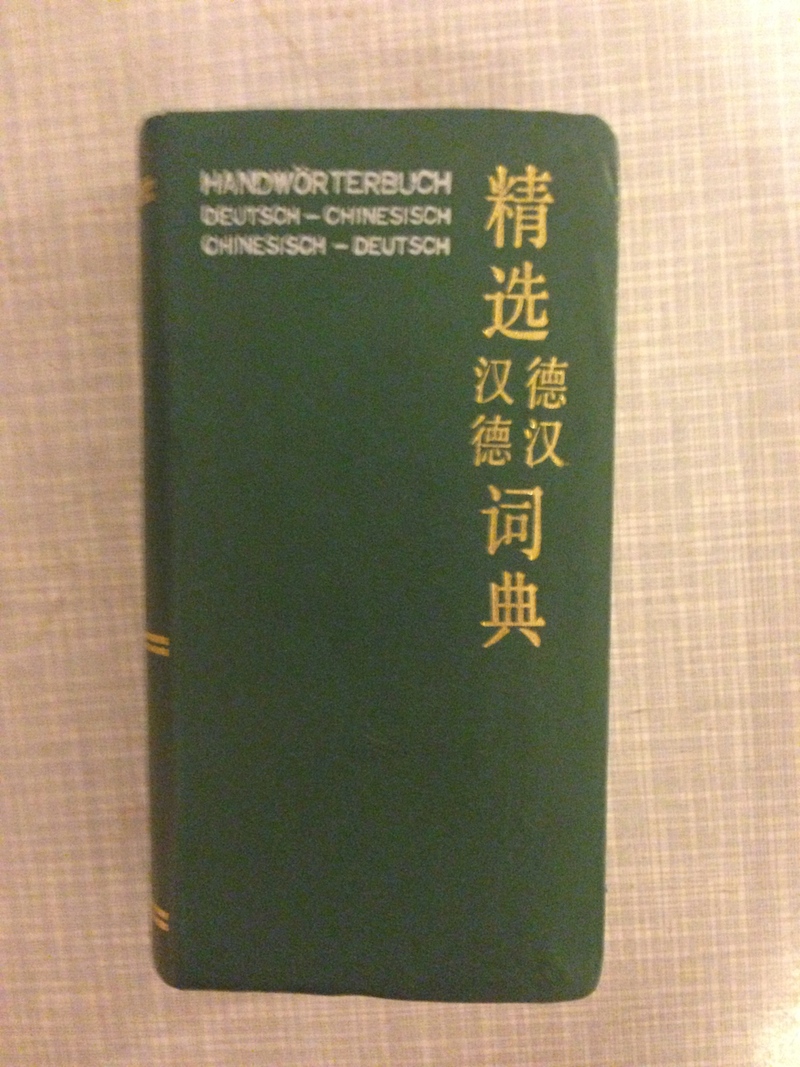 HANDWÖRTERBUCH
DEUTSCH – CHINESISCH
CHINESISCH – DEUTSCH
精选
德汉
汉德
词典